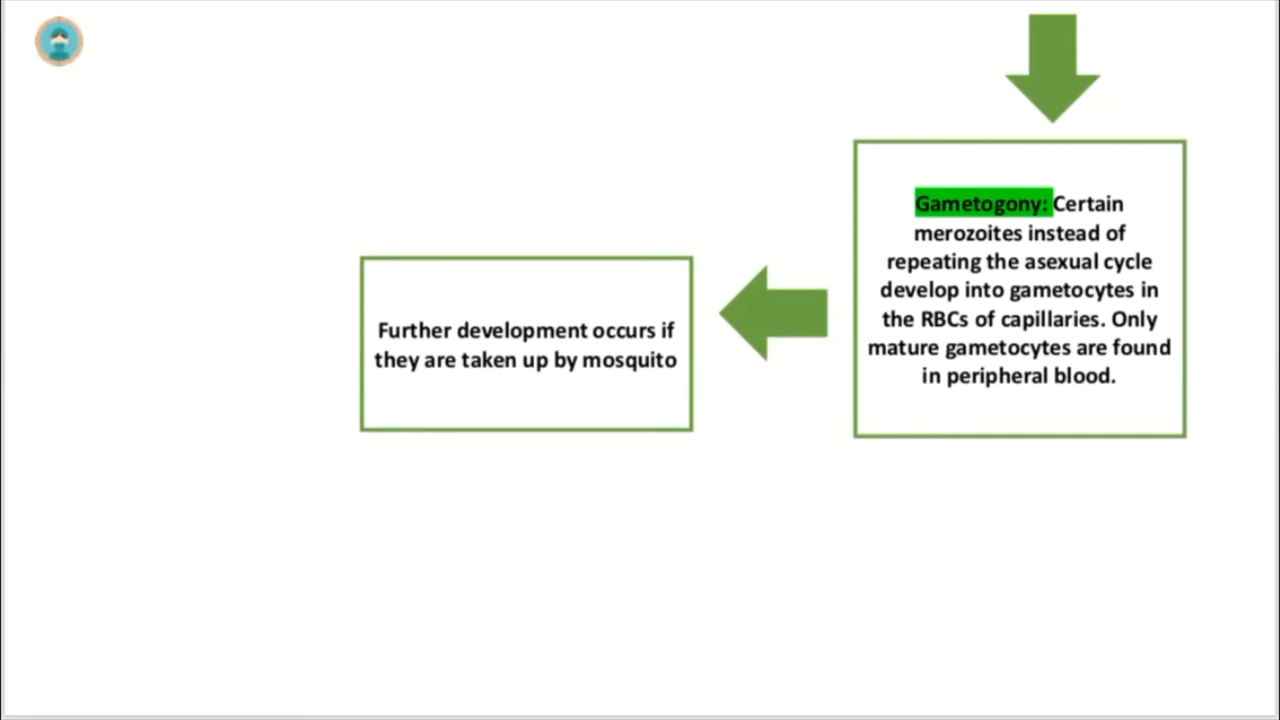 Gametogony: Certain
merozoites instead of
repeating the asexual cycle
develop into gametocytes in
the RBCs of capillaries. Only
mature gametocytes are found
in peripheral blood.
Further development occurs if
they are taken up by mosquito